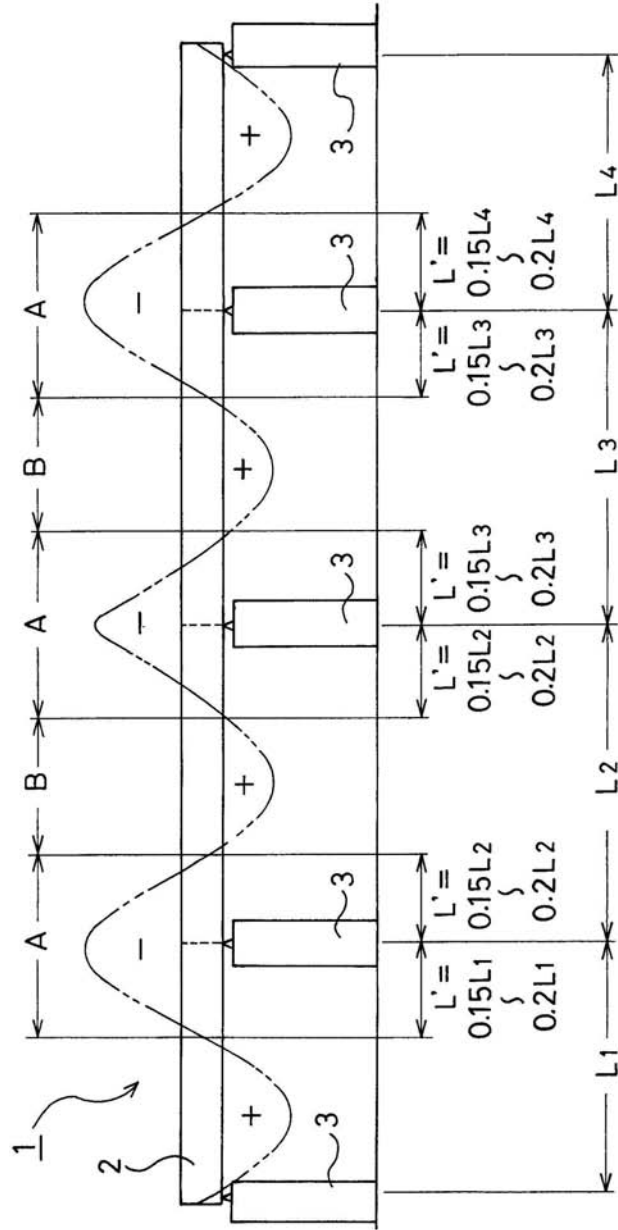 1
A B A B A
2
− − −
+ + + +
3 3 3 3 3
L'= L'= L'= L'= L'= L'=
0.15L1 0.15L2 0.15L2 0.15L3 0.15L3 0.15L4
∫ ∫ ∫ ∫ ∫ ∫
0.2L1 0.2L2 0.2L2 0.2L3 0.2L3 0.2L4
L1 L2 L3 L4